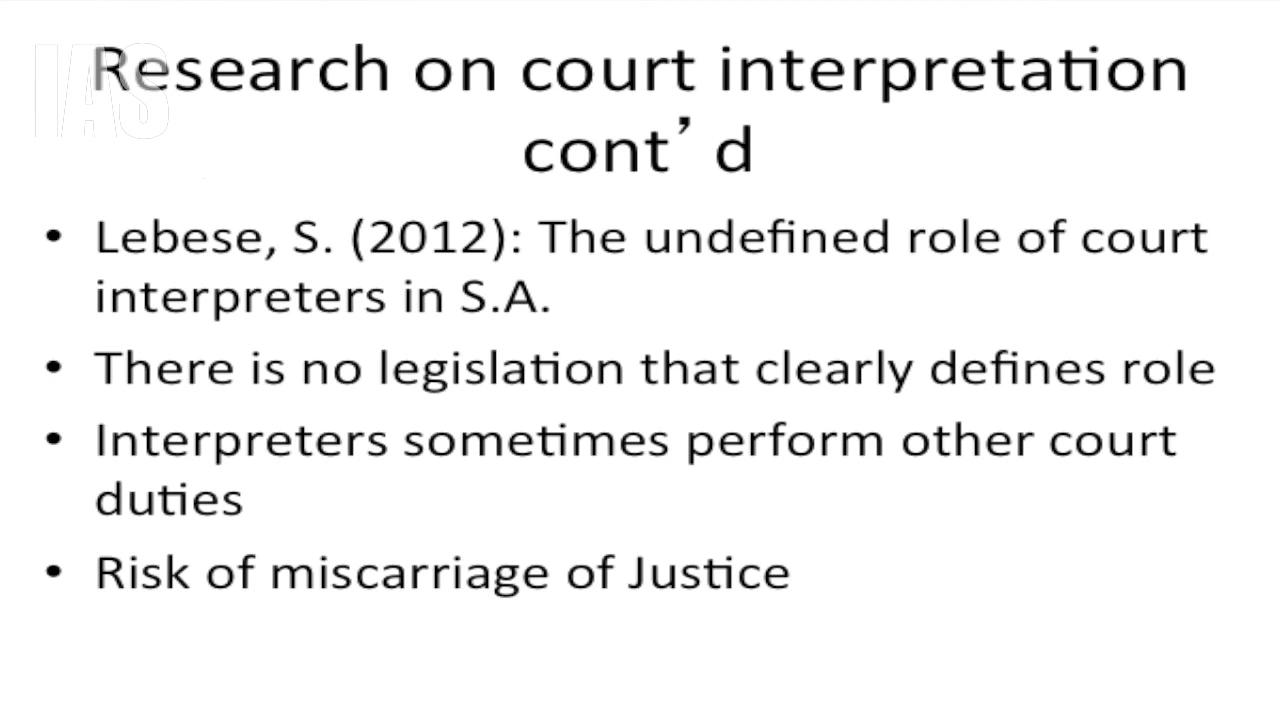 IAS
Research on court interpretation
cont’ d
• Lebese, S. (2012): The undefined role of court
interpreters in S.A.
• There is no legislation that clearly defines role
• Interpreters sometimes perform other court
duties
• Risk of miscarriage of Justice